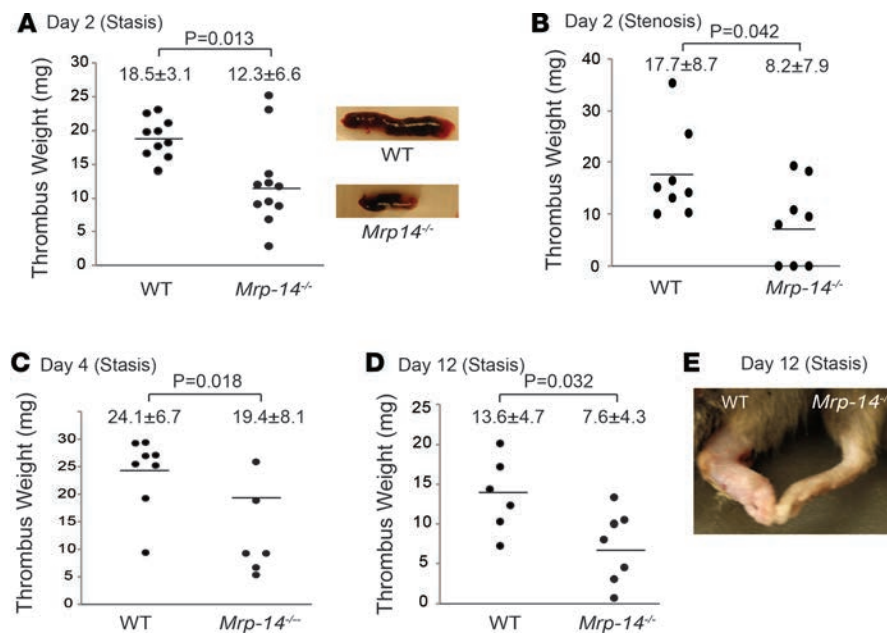 A Day 2 (Stasis)
P=0.013
18.5±3.1 12.3±6.6
Thrombus Weight (mg)
30
25
20
15
10
5
0
WT Mrp-14-/-
WT
Mrp14-/-
B Day 2 (Stenosis)
P=0.042
17.7±8.7 8.2±7.9
Thrombus Weight (mg)
40
30
20
10
0
WT Mrp-14-/-
C Day 4 (Stasis)
P=0.018
24.1±6.7 19.4±8.1
Thrombus Weight (mg)
30
25
20
15
10
5
0
WT Mrp-14-/--
D Day 12 (Stasis)
P=0.032
13.6±4.7 7.6±4.3
Thrombus Weight (mg)
25
20
15
10
5
0
WT Mrp-14-/-
E Day 12 (Stasis)
WT Mrp-14-/-